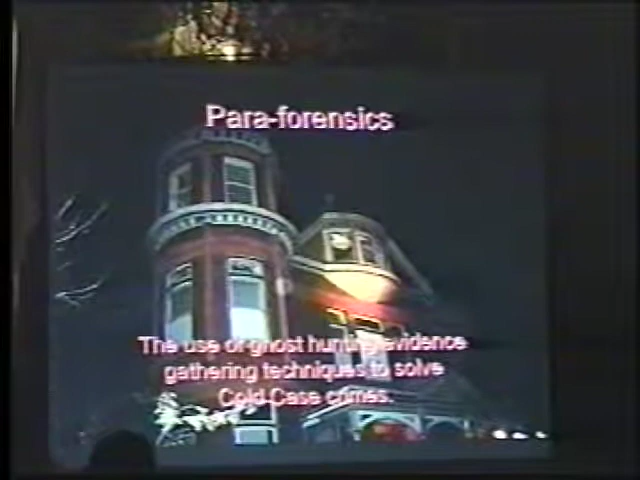 Para-forensics
The use of ghost hunting evidence
gathering techniques to solve
Cold Case crimes.